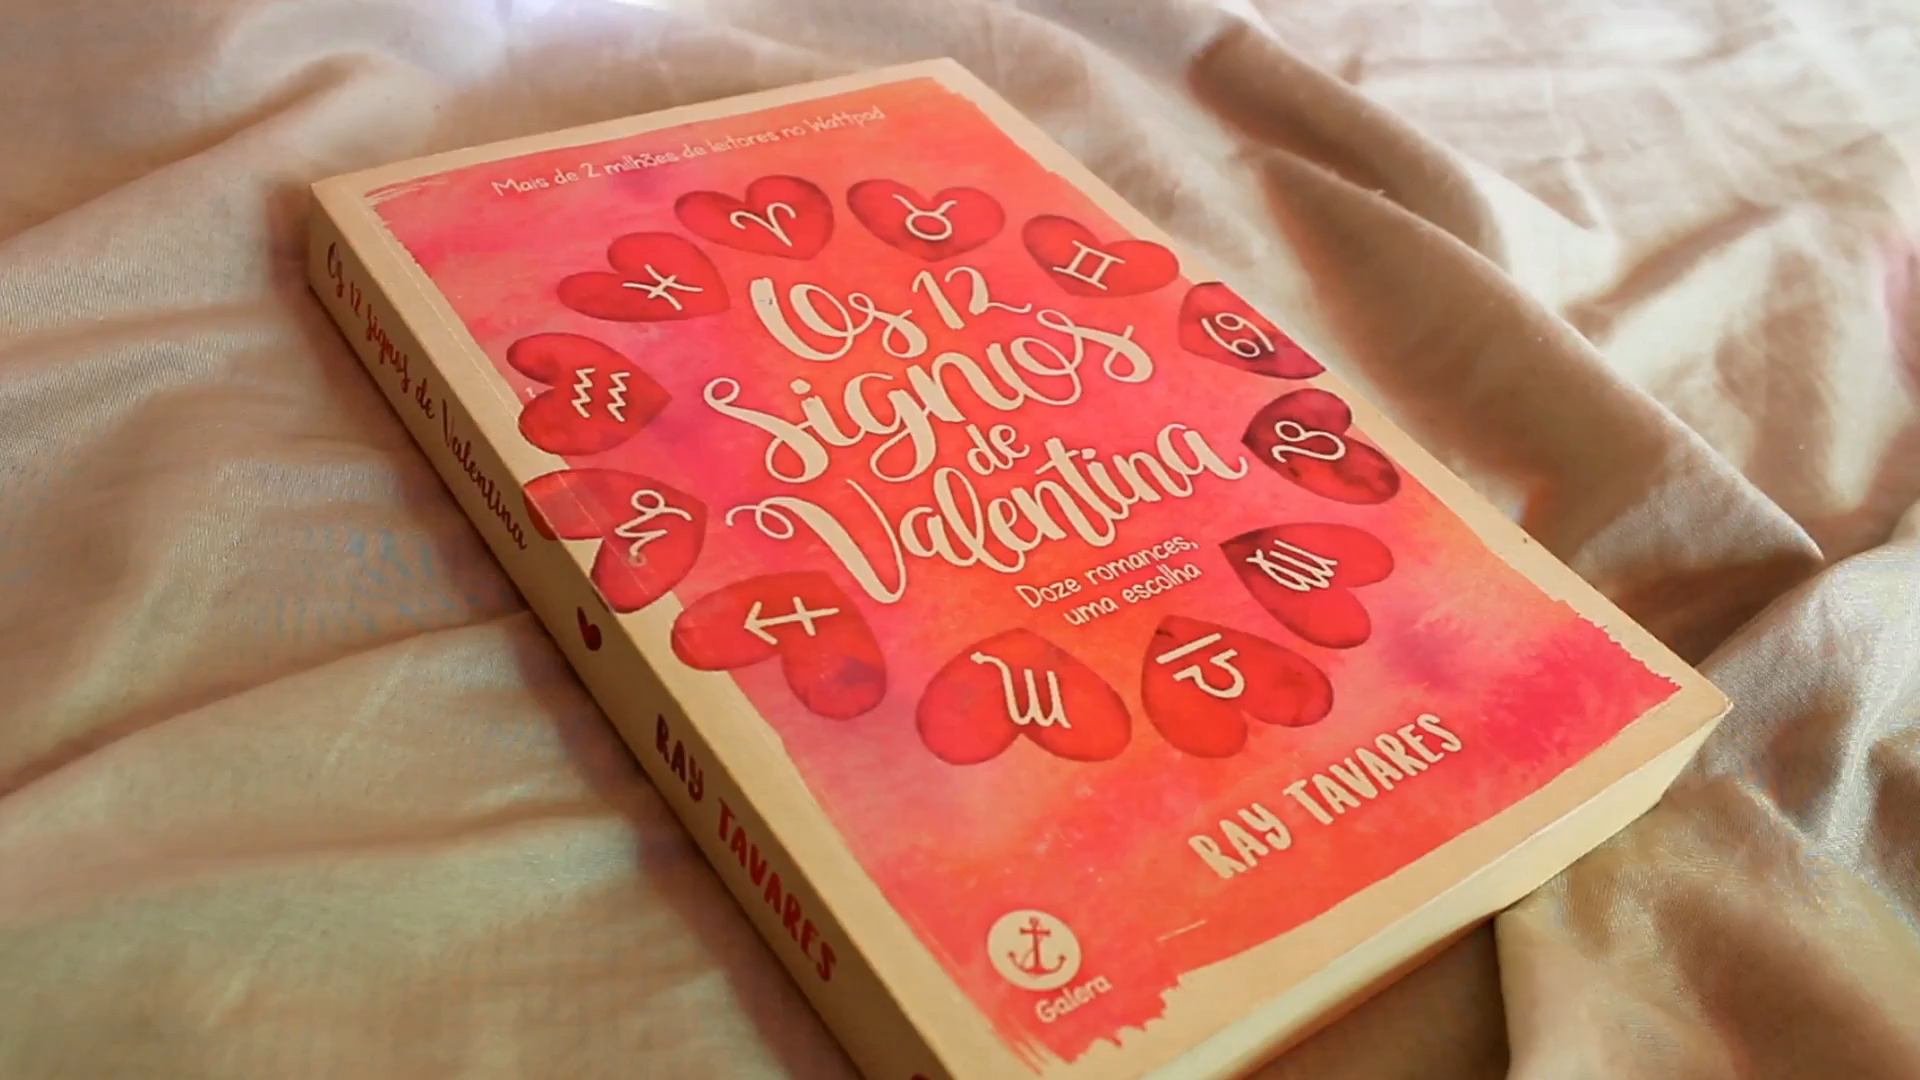 Mais de 2 milhões de leitores no Wattpad
Os 12
Signos
de
Valentina
Doze romances,
uma escolha
RAY TAVARES
Galera
Os 12 Signos de Valentina
RAY TAVARES